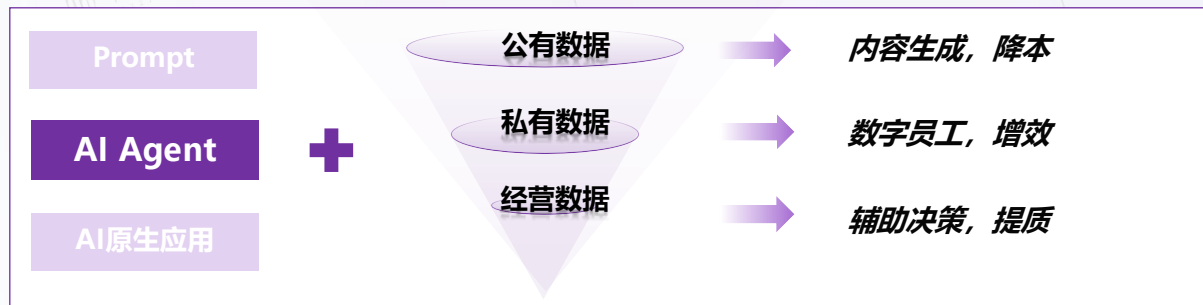 Prompt
AI Agent
AI原生应用
公有数据
私有数据
经营数据
内容生成，降本
数字员工，增效
辅助决策，提质